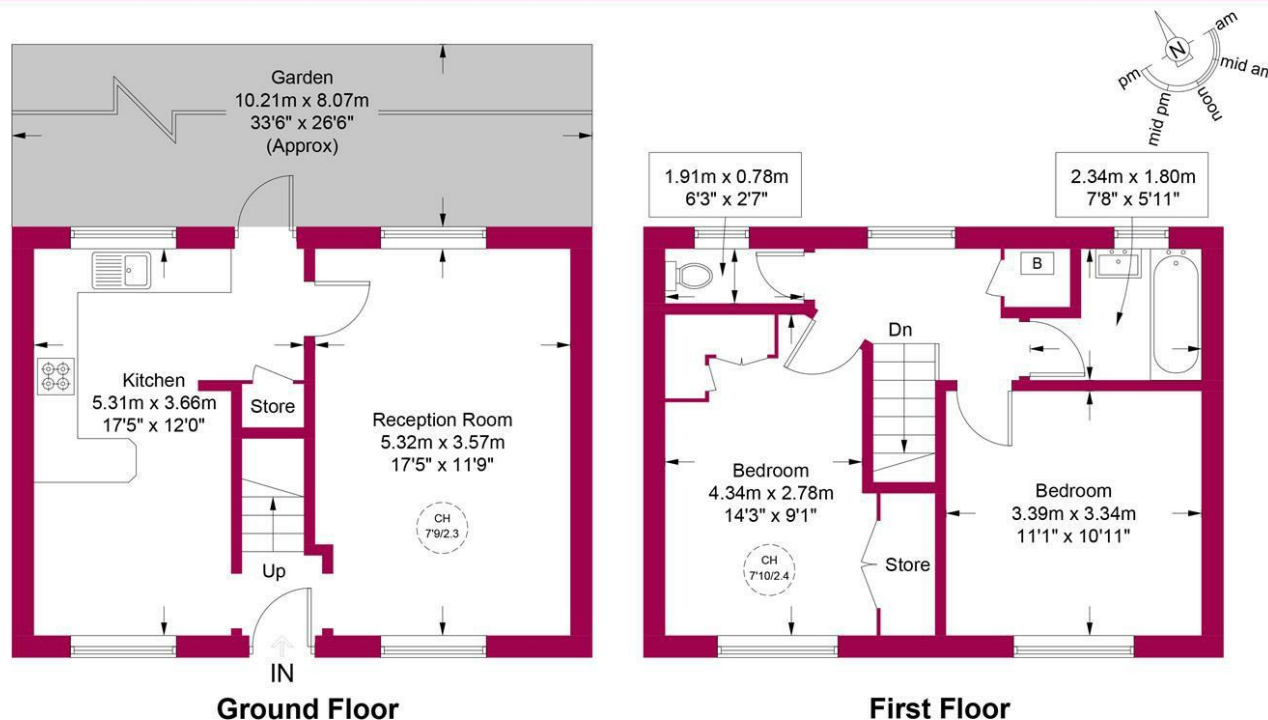 Garden
10.21m x 8.07m
33'6" x 26'6"
(Approx)
Kitchen
5.31m x 3.66m
17'5" x 12'0"
Store
Up
Reception Room
5.32m x 3.57m
17'5" x 11'9"
CH
7'9/2.3
IN
Ground Floor
N
am
mid am
noon
mid pm
pm
1.91m x 0.78m
6'3" x 2'7"
2.34m x 1.80m
7'8" x 5'11"
B
Dn
Bedroom
4.34m x 2.78m
14'3" x 9'1"
CH
7'10/2.4
Store
Bedroom
3.39m x 3.34m
11'1" x 10'11"
First Floor